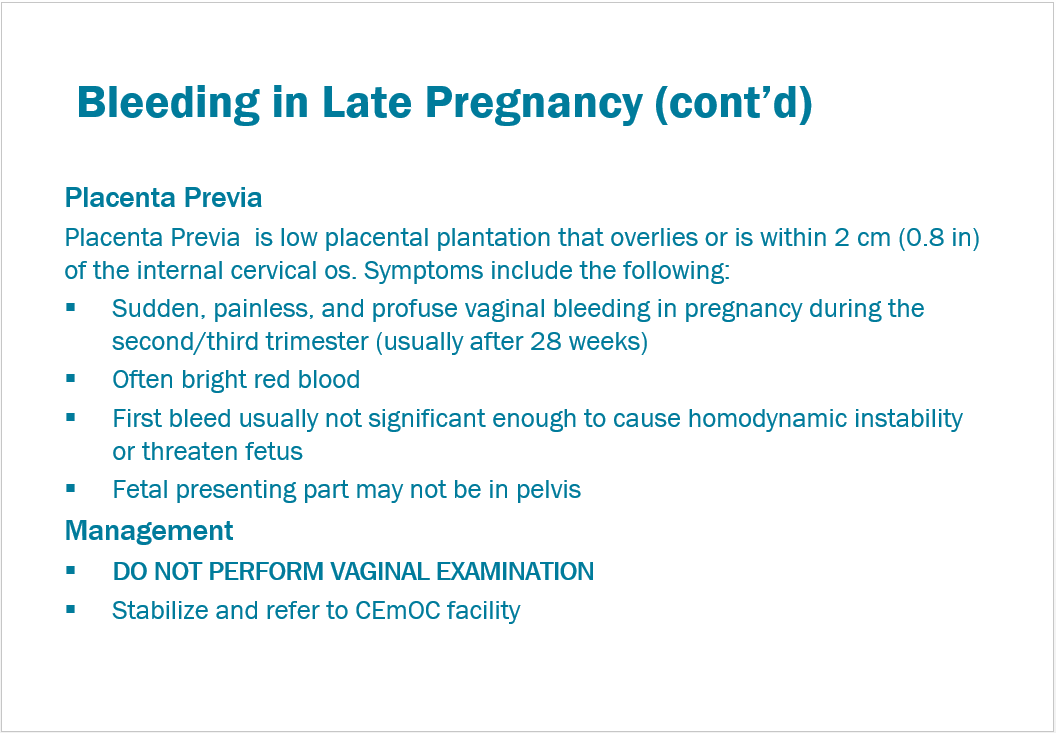 Bleeding in Late Pregnancy (cont’d)
Placenta Previa
Placenta Previa  is low placental plantation that overlies or is within 2 cm (0.8 in)
of the internal cervical os. Symptoms include the following:
▪ Sudden, painless, and profuse vaginal bleeding in pregnancy during the
second/third trimester (usually after 28 weeks)
▪ Often bright red blood
▪ First bleed usually not significant enough to cause homodynamic instability
or threaten fetus
▪ Fetal presenting part may not be in pelvis
Management
▪ DO NOT PERFORM VAGINAL EXAMINATION
▪ Stabilize and refer to CEmOC facility